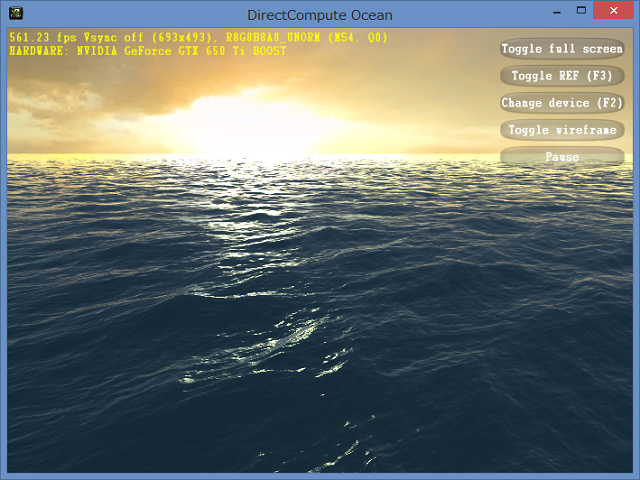 DirectCompute Ocean
561.23 fps Vsync off (693x493), R8G8B8A8_UNORM (MS4, Q0)
HARDWARE: NVIDIA GeForce GTX 650 Ti BOOST
Toggle full screen
Toggle REF (F3)
Change device (F2)
Toggle wireframe
Pause